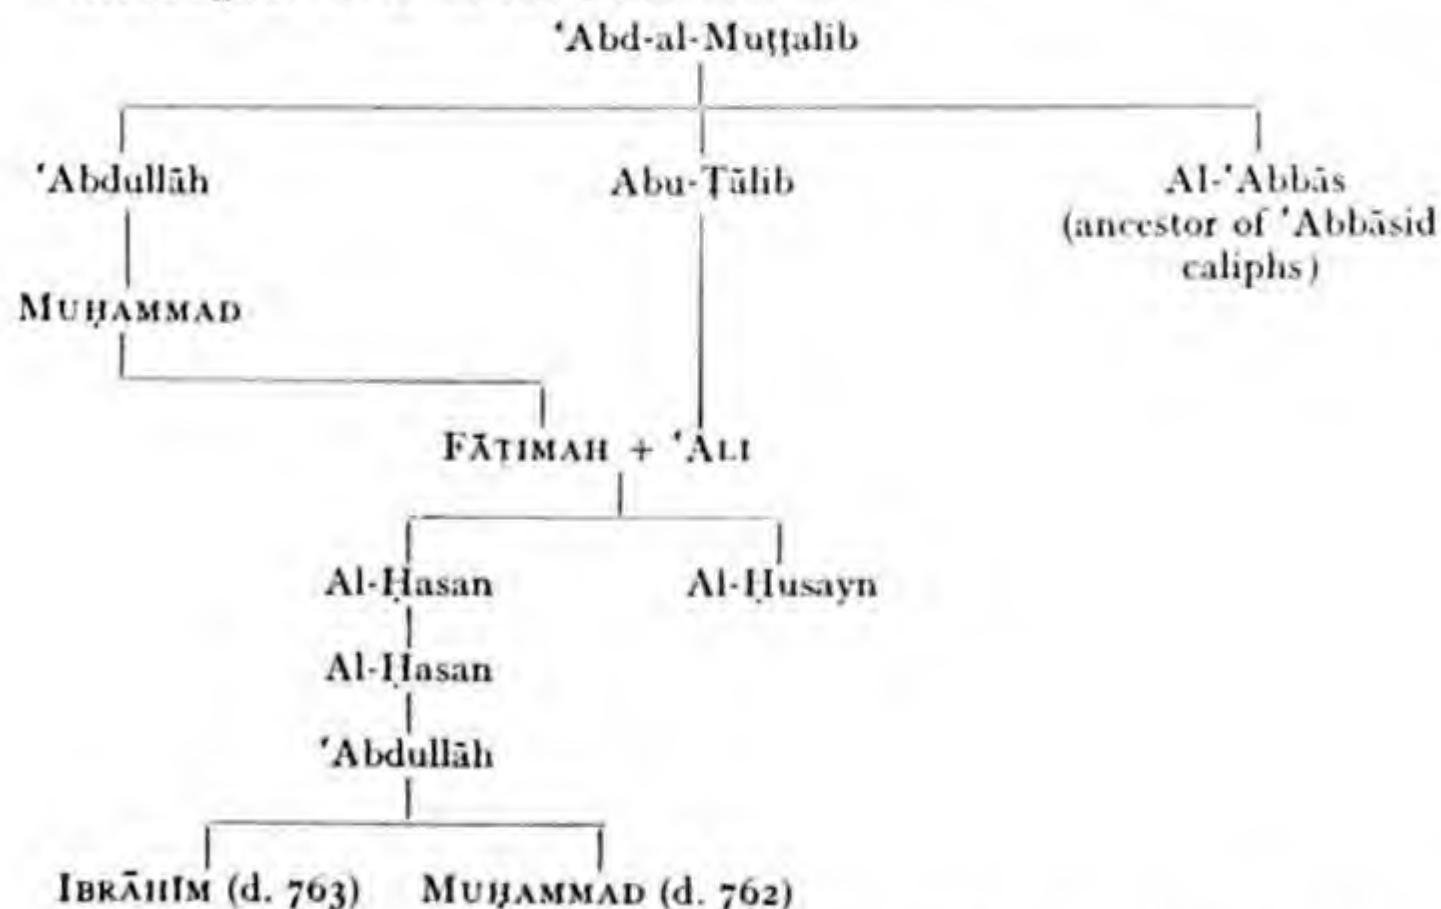 ‘Abd-al-Muṭṭalib
‘Abdullāh Abu-Ṭālib Al-‘Abbās
(ancestor of ‘Abbāsid
caliphs)
MUḤAMMAD
FĀṬIMAH + ‘ALI
Al-Ḥasan Al-Ḥusayn
Al-Ḥasan
‘Abdullāh
IBRĀHĪM (d. 763) MUḤAMMAD (d. 762)